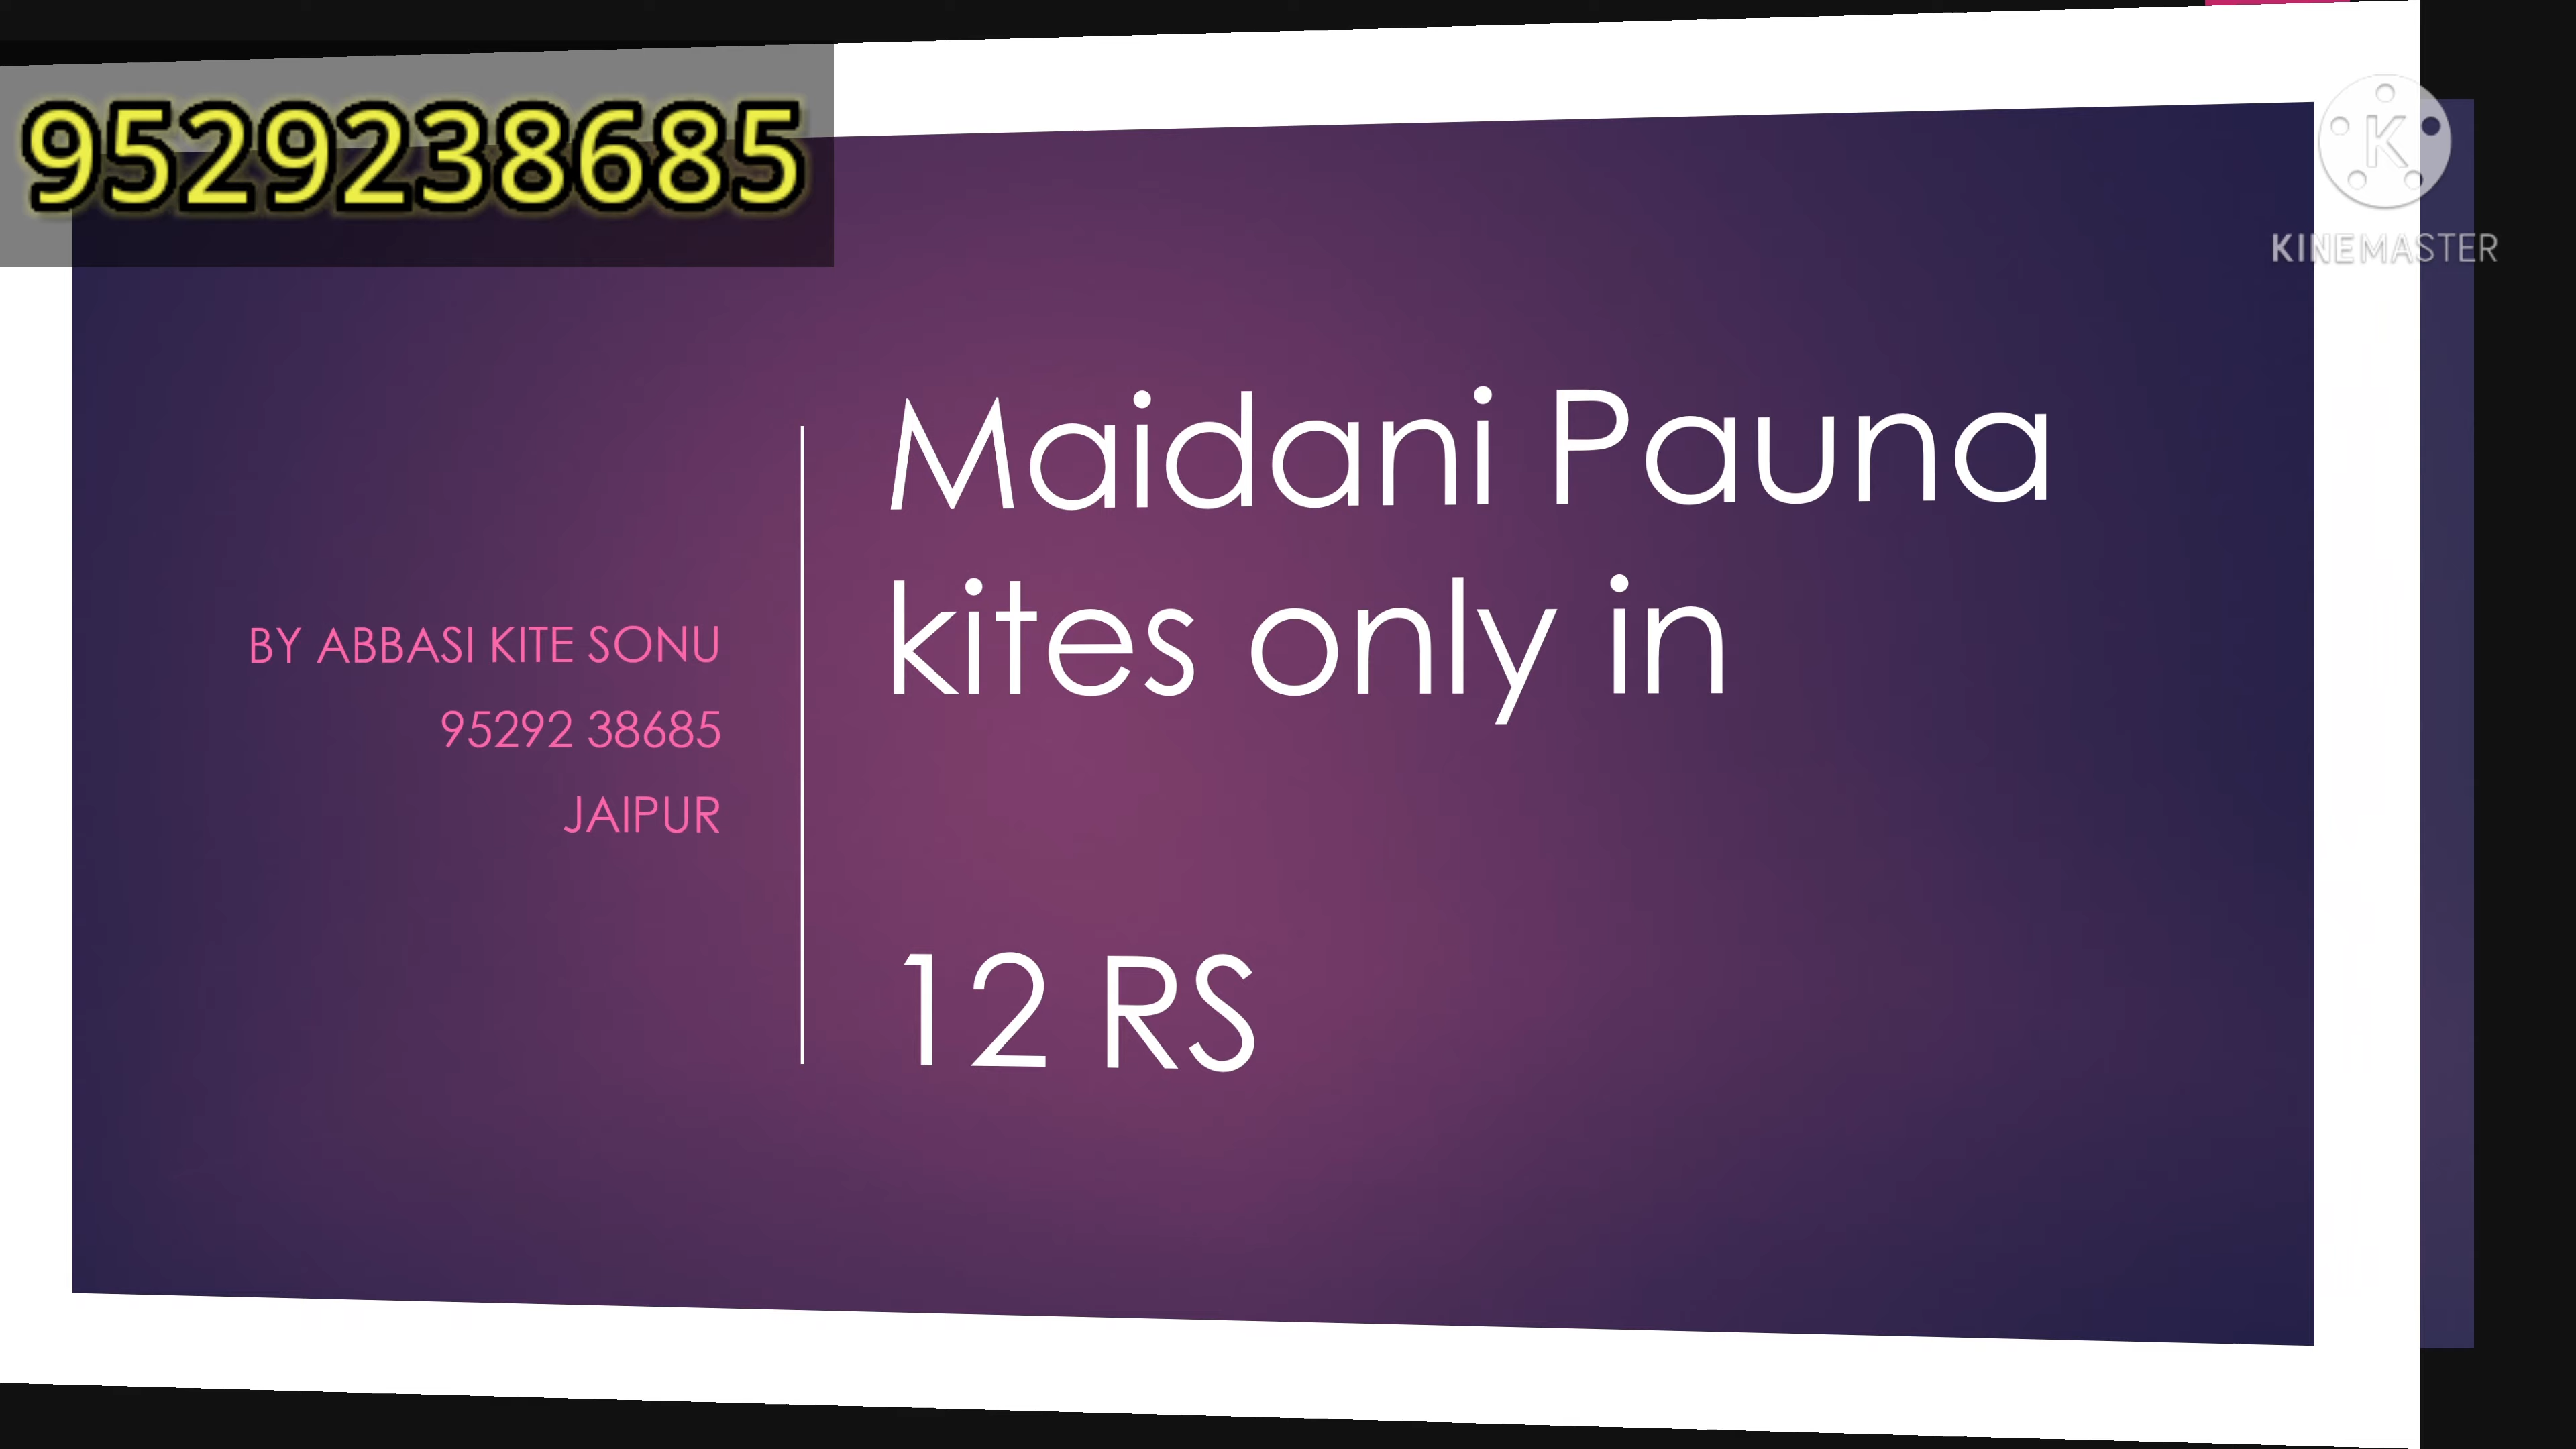 9529238685
K
KINEMASTER
Maidani Pauna
kites only in
12 RS
BY ABBASI KITE SONU
95292 38685
JAIPUR